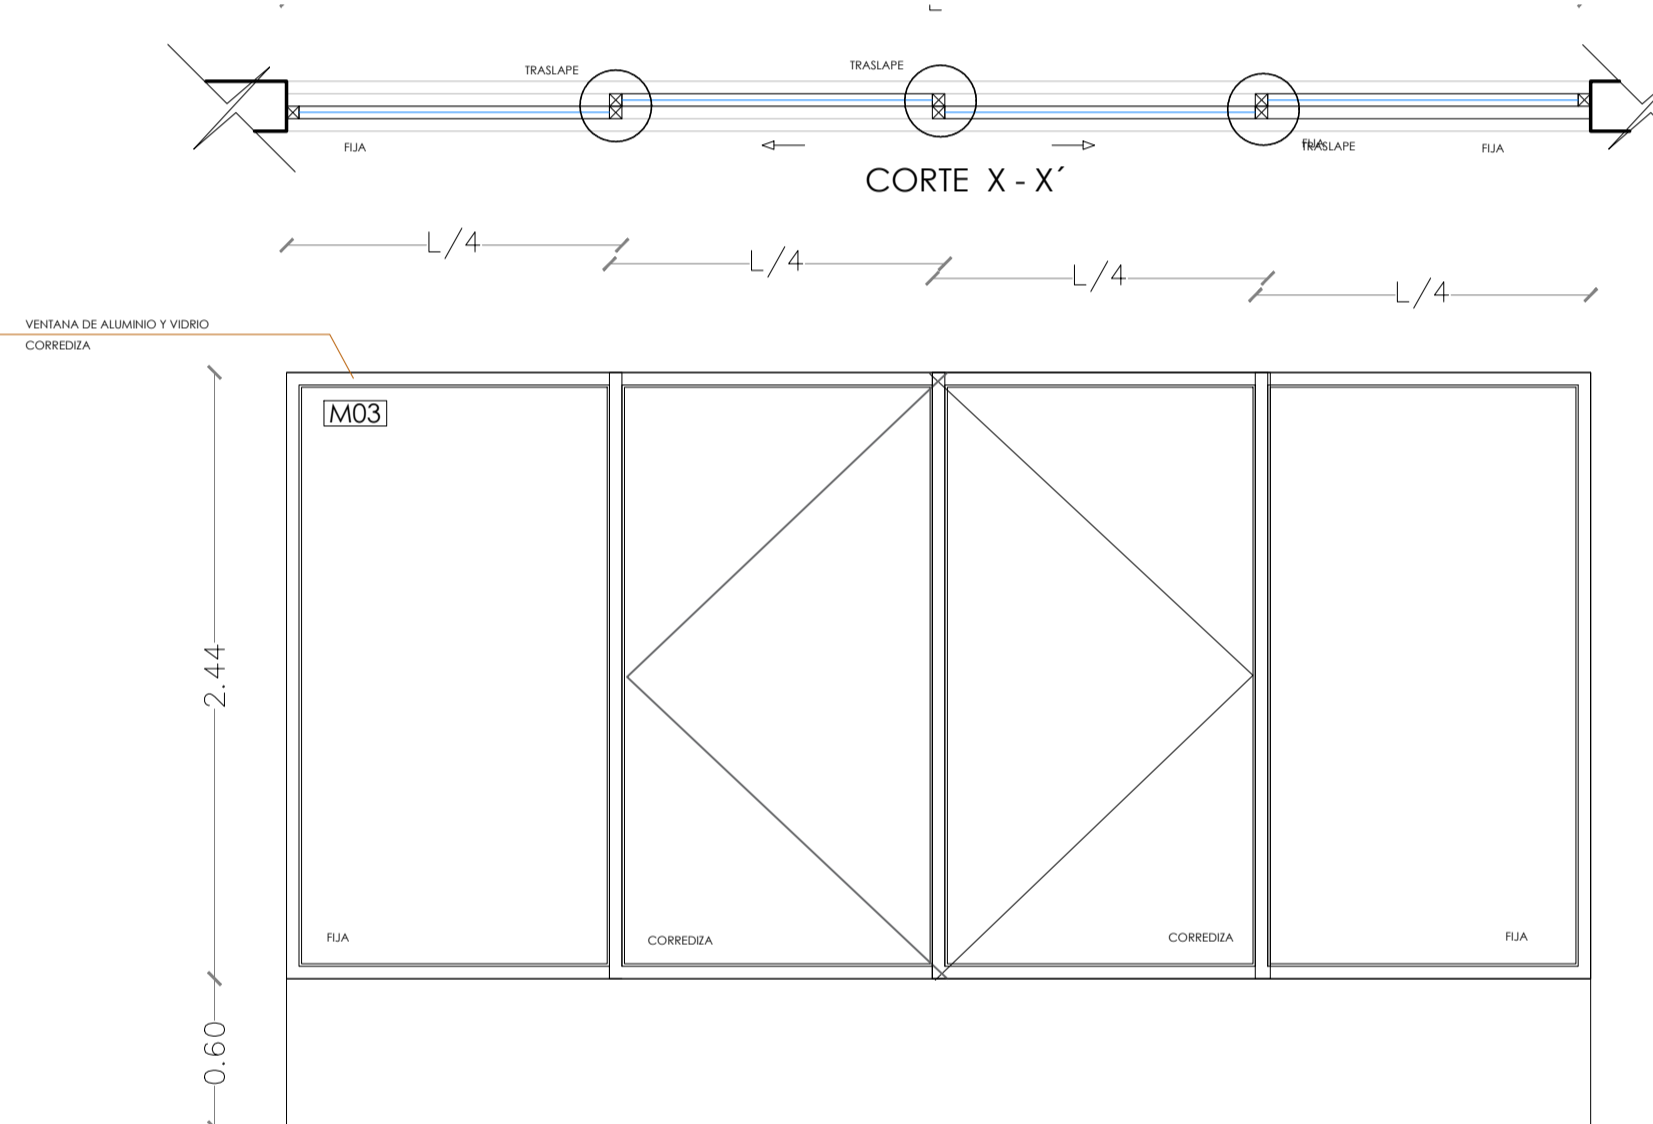 L
TRASLAPE
TRASLAPE
FIJA
FIJA
TRASLAPE
FIJA
CORTE X - X´
L/4
L/4
L/4
L/4
VENTANA DE ALUMINIO Y VIDRIO
CORREDIZA
M03
2.44
FIJA
CORREDIZA
CORREDIZA
FIJA
0.60